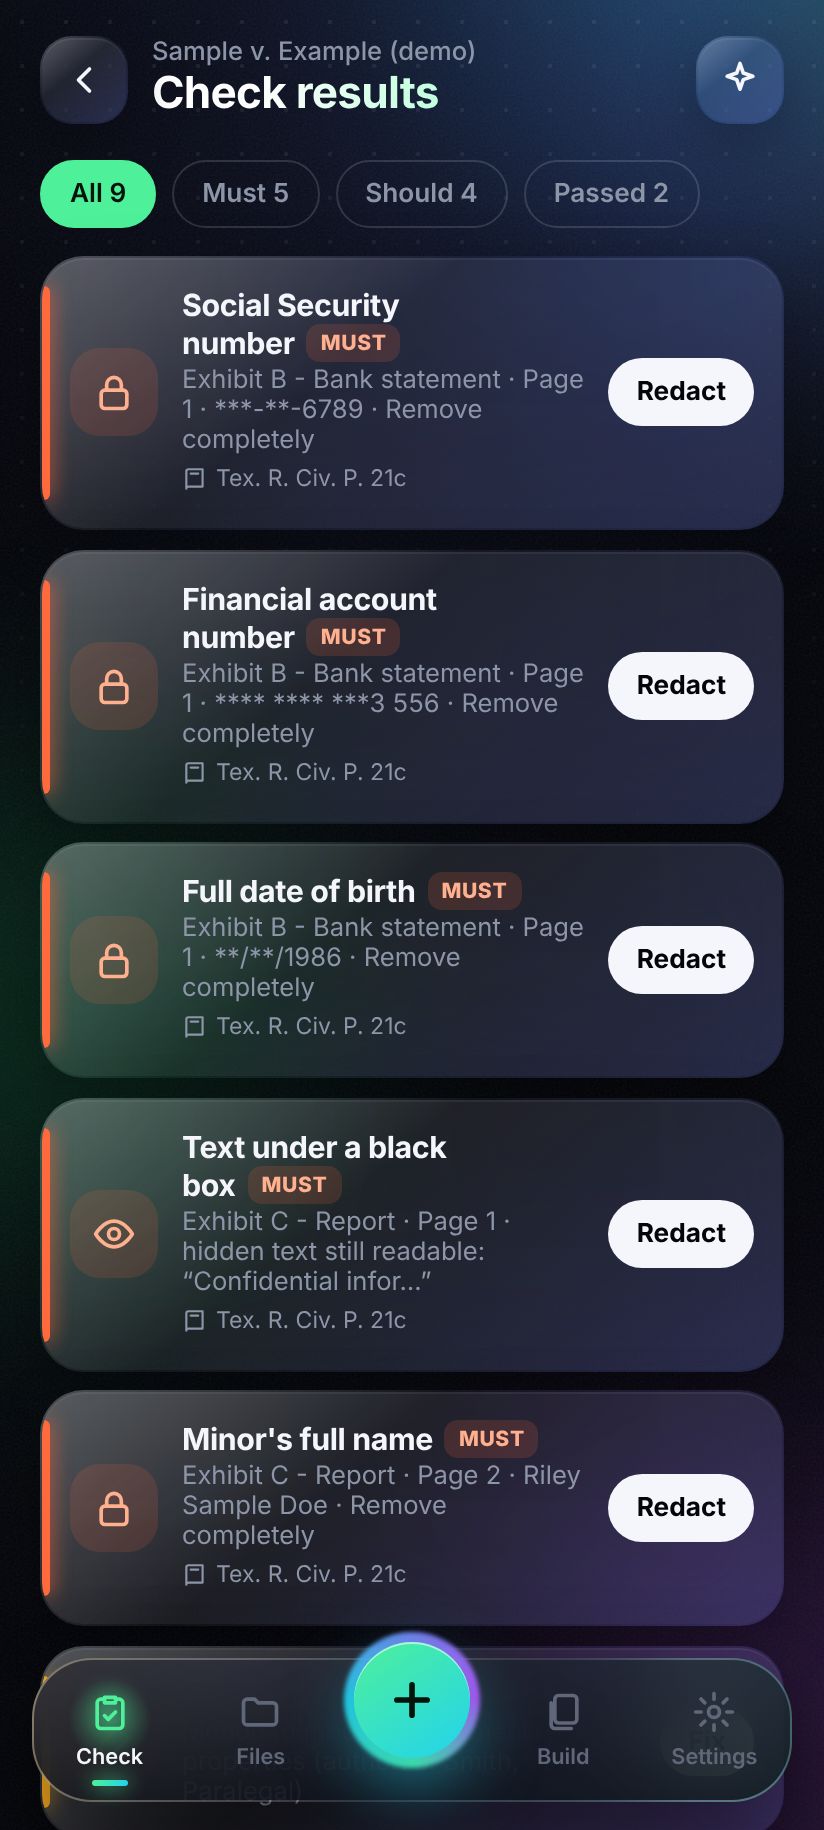 Sample v. Example (demo)
Check results
All 9
Must 5
Should 4
Passed 2
Social Security
number MUST
Exhibit B - Bank statement · Page
1 · ***-**-6789 · Remove
completely
Tex. R. Civ. P. 21c
Redact
Financial account
number MUST
Exhibit B - Bank statement · Page
1 · **** **** ***3 556 · Remove
completely
Tex. R. Civ. P. 21c
Redact
Full date of birth MUST
Exhibit B - Bank statement · Page
1 · **/**/1986 · Remove
completely
Tex. R. Civ. P. 21c
Redact
Text under a black
box MUST
Exhibit C - Report · Page 1 ·
hidden text still readable:
“Confidential infor...”
Tex. R. Civ. P. 21c
Redact
Minor's full name MUST
Exhibit C - Report · Page 2 · Riley
Sample Doe · Remove
completely
Tex. R. Civ. P. 21c
Redact
Paralegal)
Check
Files
Build
Settings